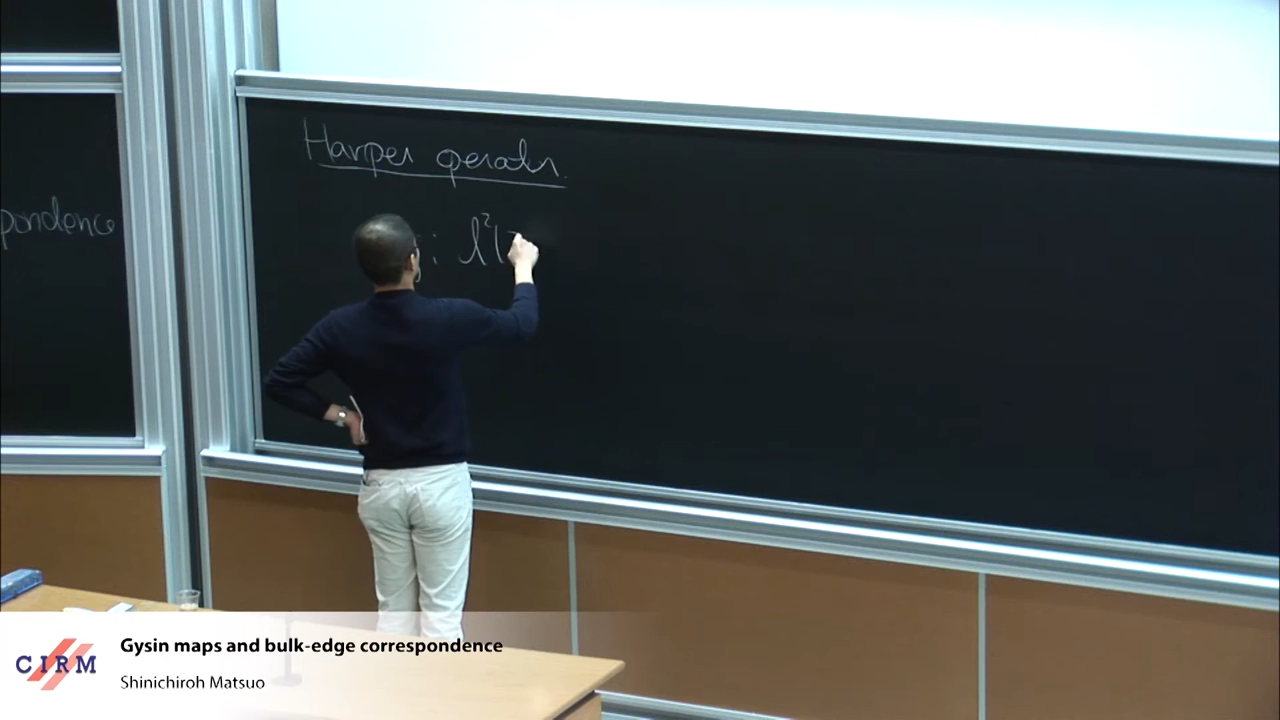 Harper operator.
pondence
: l²(
CIRM
Gysin maps and bulk-edge correspondence
Shinichiroh Matsuo